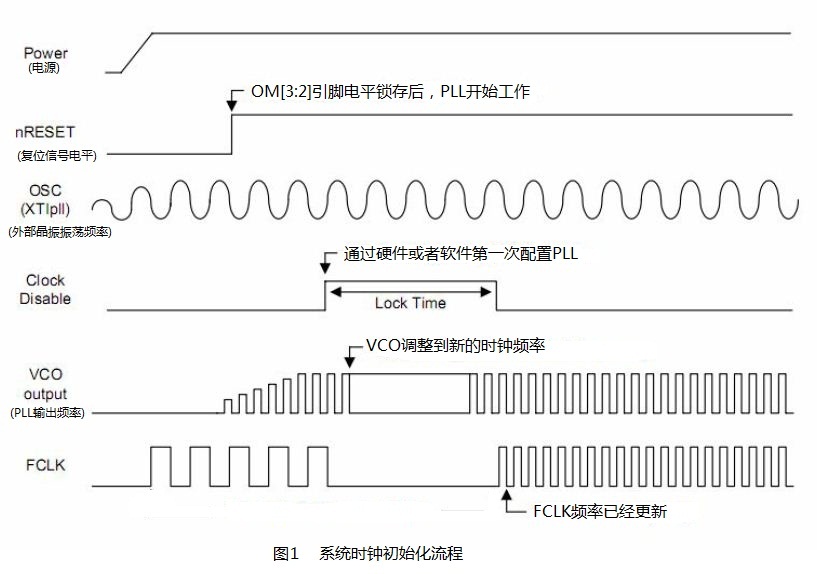 Power
(电源)
OM[3:2]引脚电平锁存后，PLL开始工作
nRESET
(复位信号电平)
OSC
(XTIpll)
(外部晶振振荡频率)
通过硬件或者软件第一次配置PLL
Clock
Disable
Lock Time
VCO调整到新的时钟频率
VCO
output
(PLL输出频率)
FCLK
FCLK频率已经更新
图1 系统时钟初始化流程